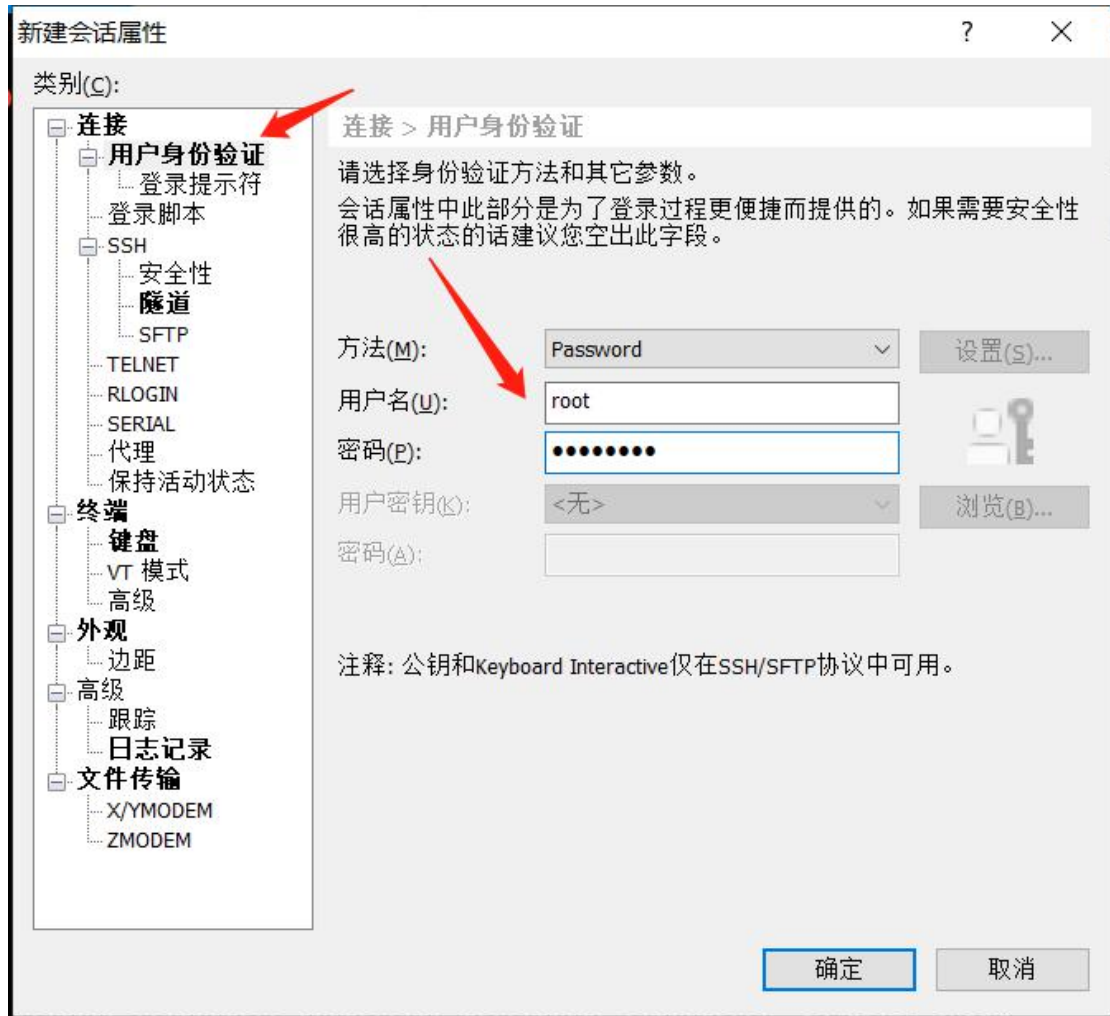 新建会话属性
?
类别(C):
连接
用户身份验证
登录提示符
登录脚本
SSH
安全性
隧道
SFTP
TELNET
RLOGIN
SERIAL
代理
保持活动状态
终端
键盘
VT 模式
高级
外观
边距
高级
跟踪
日志记录
文件传输
X/YMODEM
ZMODEM
连接 > 用户身份验证
请选择身份验证方法和其它参数。
会话属性中此部分是为了登录过程更便捷而提供的。如果需要安全性
很高的状态的话建议您空出此字段。
方法(M):
Password
设置(S)...
用户名(U):
root
密码(P):
••••••••
用户密钥(K):
<无>
浏览(B)...
密码(A):
注释: 公钥和Keyboard Interactive仅在SSH/SFTP协议中可用。
确定
取消